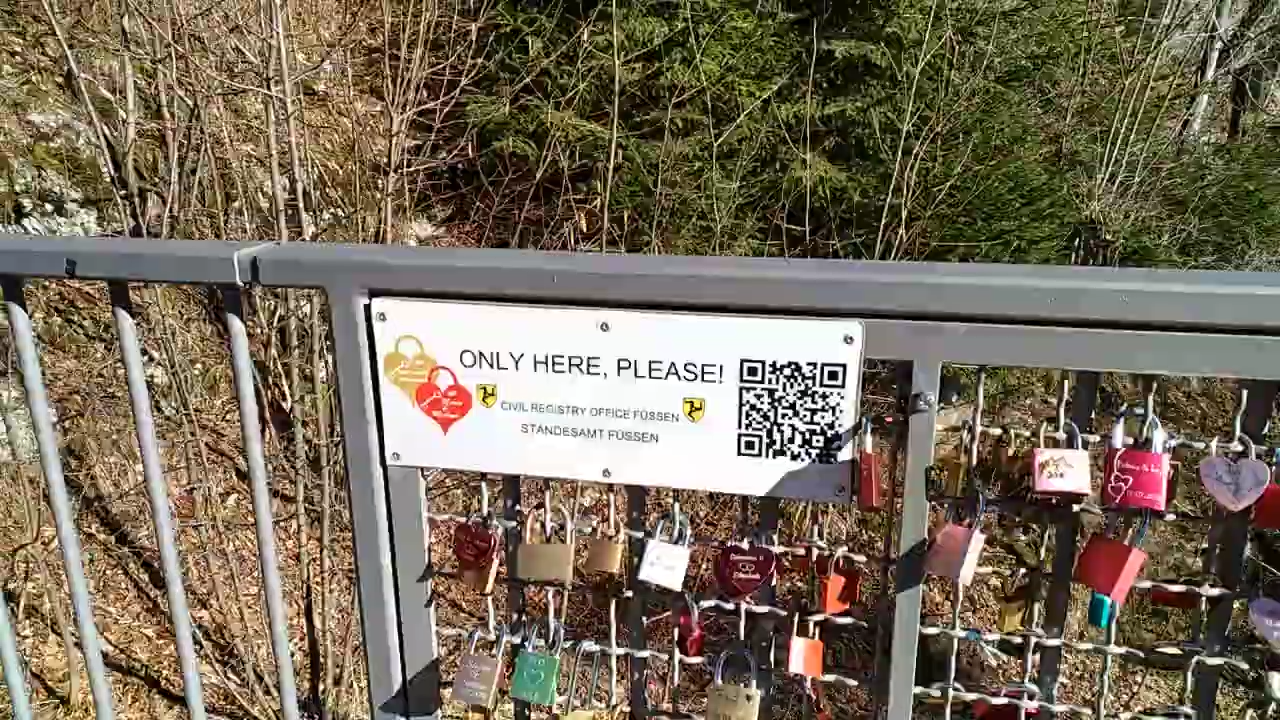 ONLY HERE, PLEASE!
CIVIL REGISTRY OFFICE FÜSSEN
STANDESAMT FÜSSEN